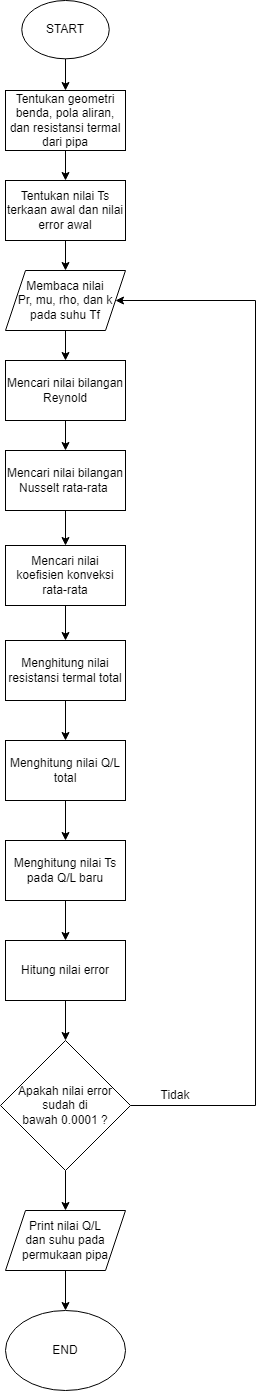 START
Tentukan geometri
benda, pola aliran,
dan resistansi termal
dari pipa
Tentukan nilai Ts
terkaan awal dan nilai
error awal
Membaca nilai
Pr, mu, rho, dan k
pada suhu Tf
Mencari nilai bilangan
Reynold
Mencari nilai bilangan
Nusselt rata-rata
Mencari nilai
koefisien konveksi
rata-rata
Menghitung nilai
resistansi termal total
Menghitung nilai Q/L
total
Menghitung nilai Ts
pada Q/L baru
Hitung nilai error
Apakah nilai error
sudah di
bawah 0.0001 ?
Tidak
Print nilai Q/L
dan suhu pada
permukaan pipa
END